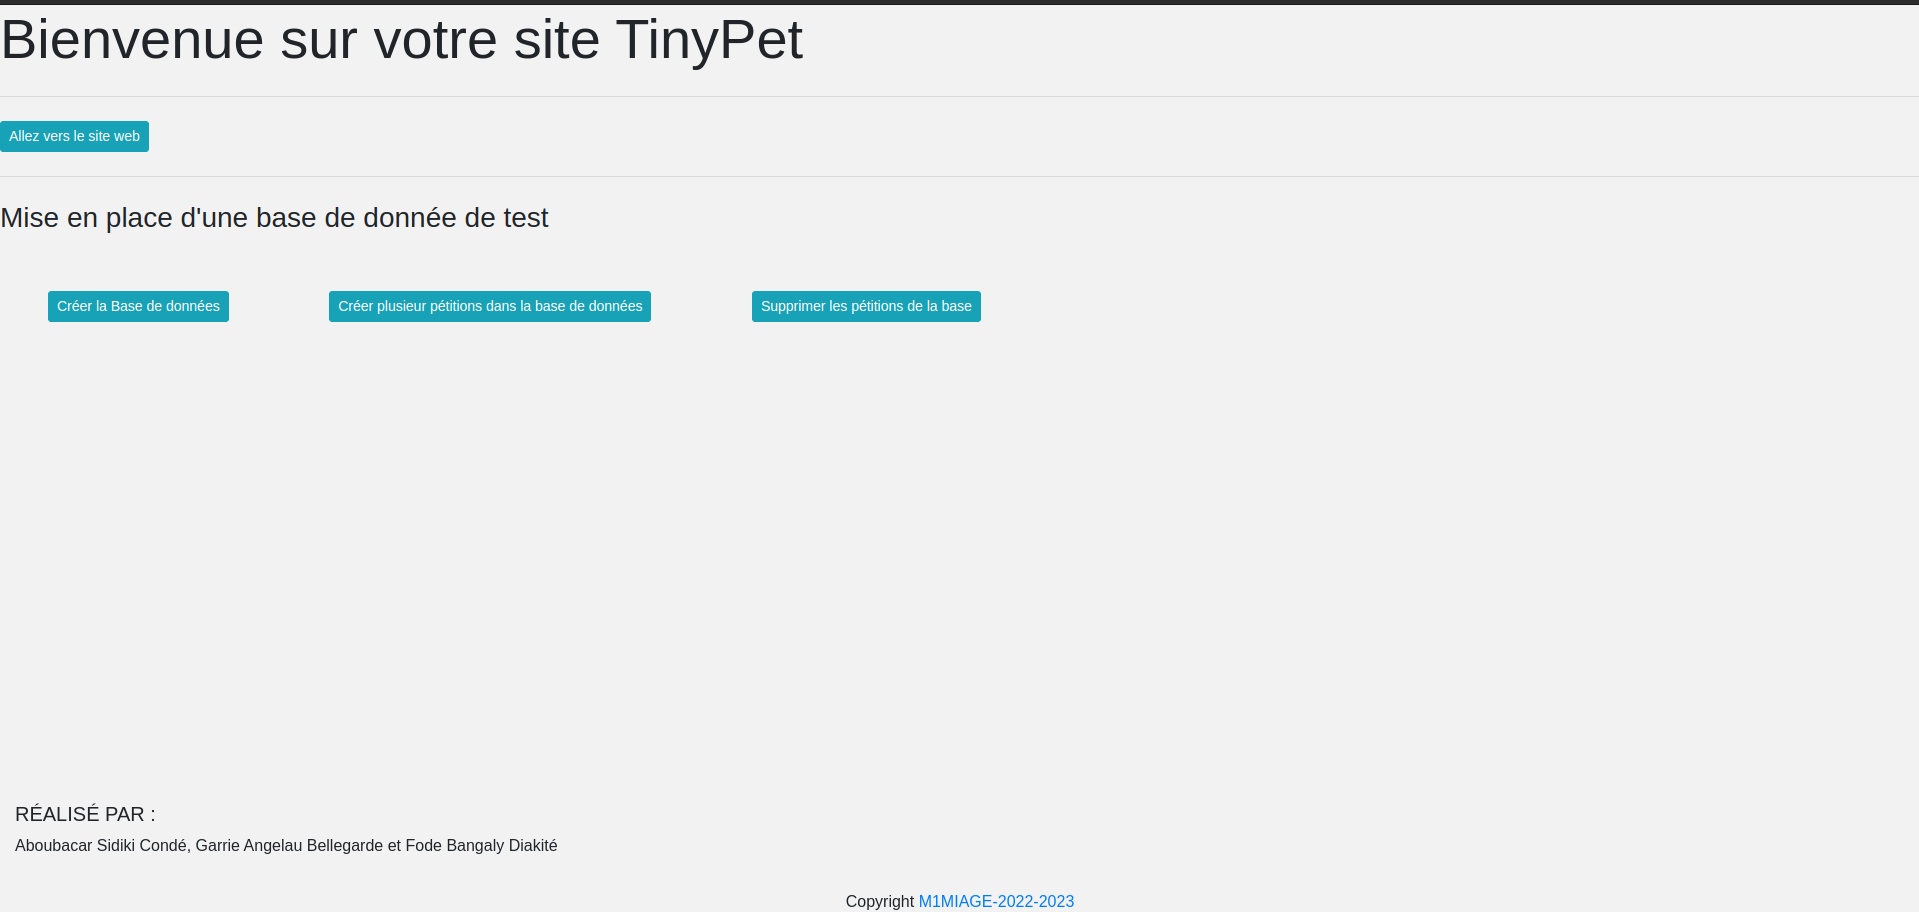 Bienvenue sur votre site TinyPet
Allez vers le site web
Mise en place d'une base de donnée de test
Créer la Base de données
Créer plusieur pétitions dans la base de données
Supprimer les pétitions de la base
RÉALISÉ PAR :
Aboubacar Sidiki Condé, Garrie Angelau Bellegarde et Fode Bangaly Diakité
Copyright M1MIAGE-2022-2023